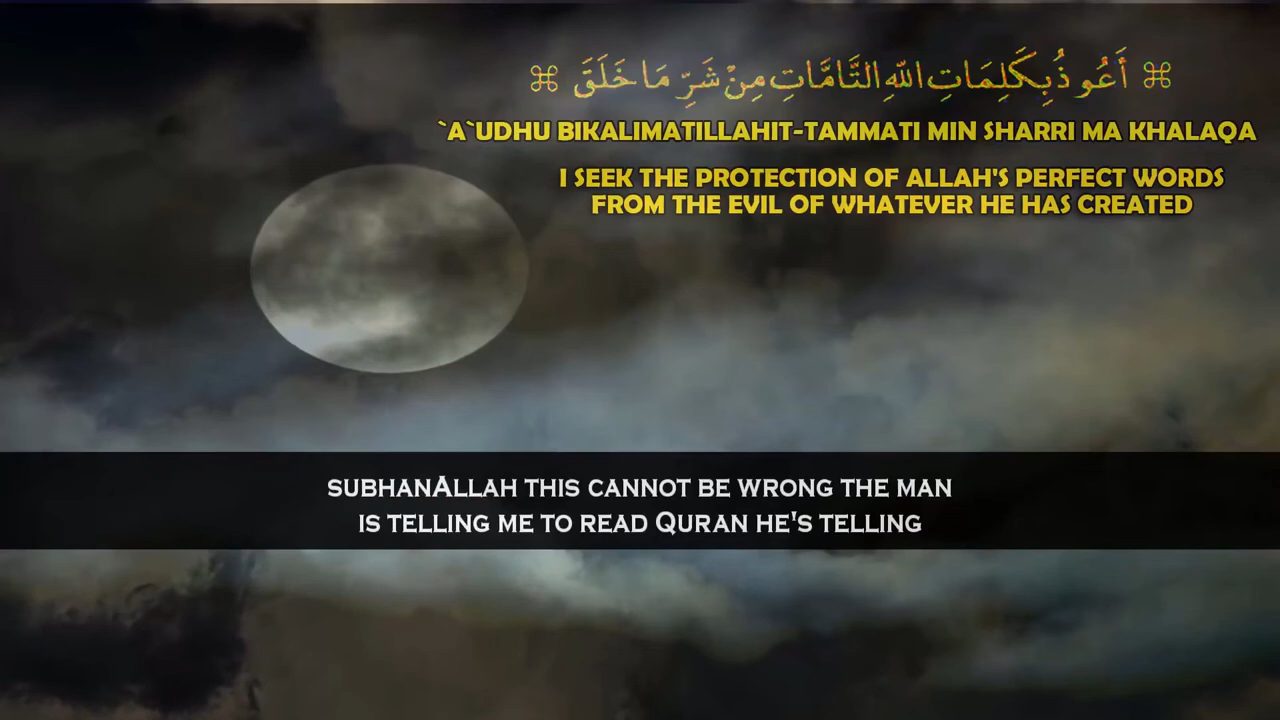 ⌘ أَعُوذُ بِكَلِمَاتِ اللّٰهِ التَّامَّاتِ مِنْ شَرِّ مَا خَلَقَ ⌘
`A`UDHU BIKALIMATILLAHIT-TAMMATI MIN SHARRI MA KHALAQA
I SEEK THE PROTECTION OF ALLAH'S PERFECT WORDS
FROM THE EVIL OF WHATEVER HE HAS CREATED
SUBHANALLAH THIS CANNOT BE WRONG THE MAN
IS TELLING ME TO READ QURAN HE'S TELLING